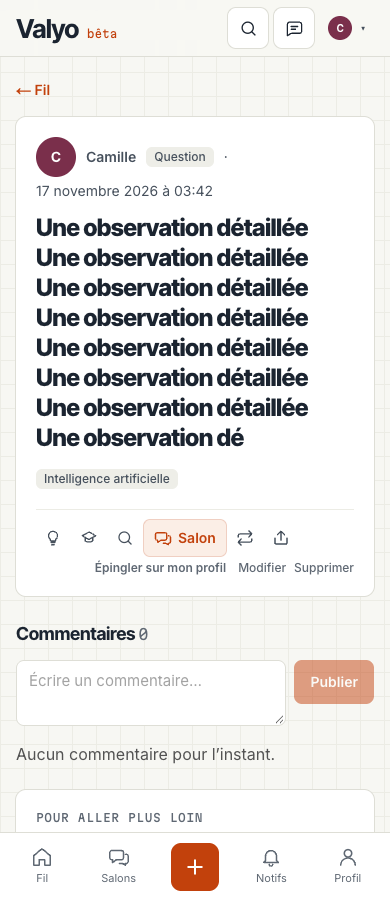 Valyo bêta
C
← Fil
C Camille Question ·
17 novembre 2026 à 03:42
Une observation détaillée
Une observation détaillée
Une observation détaillée
Une observation détaillée
Une observation détaillée
Une observation détaillée
Une observation détaillée
Une observation dé
Intelligence artificielle
Salon
Épingler sur mon profil Modifier Supprimer
Commentaires 0
Écrire un commentaire... Publier
Aucun commentaire pour l’instant.
POUR ALLER PLUS LOIN
Fil Salons Notifs Profil